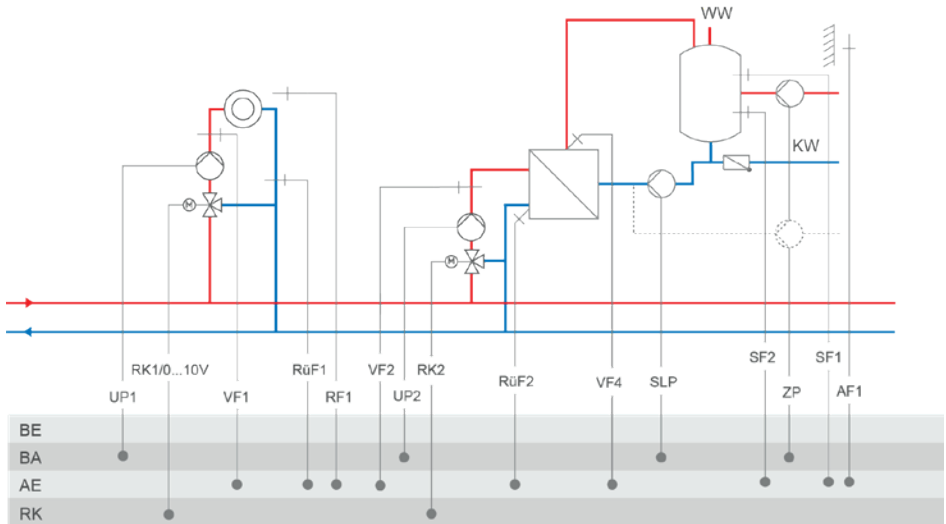 WW
KW
M
M
RK1/0...10V
RüF1
VF2
RK2
SF2
SF1
UP1
VF1
RF1
UP2
RüF2
VF4
SLP
ZP
AF1
BE
BA
AE
RK